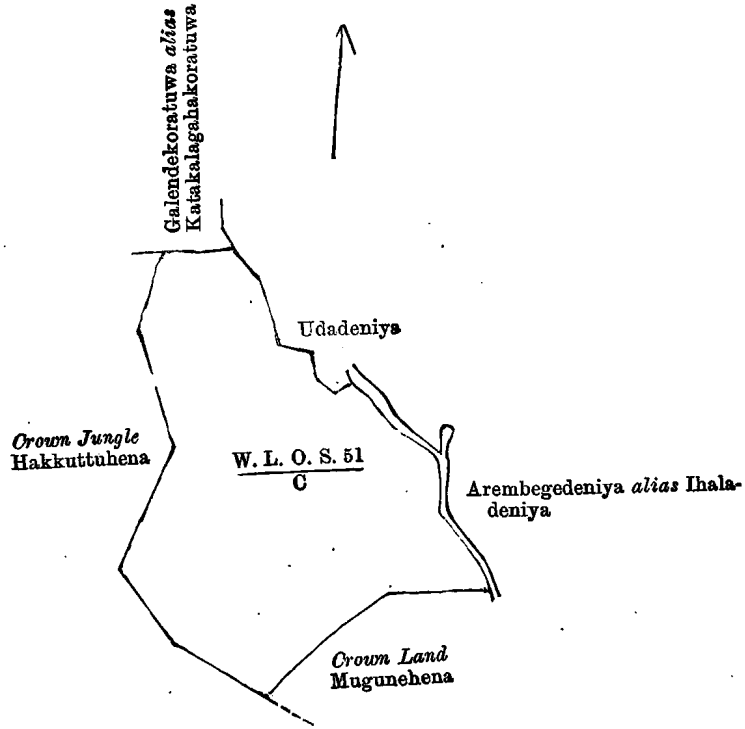 Galendekoratuwa alias
Katakalagahakoratuwa
Udadeniya
Crown Jungle
Hakkuttuhena
W. L. O. S. 51
C
Arembegedeniya alias Ihala-
deniya
Crown Land
Mugunehena